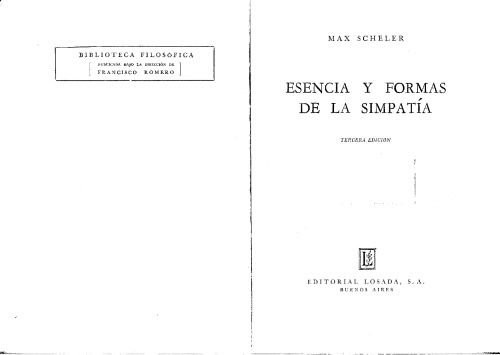 BIBLIOTECA FILOSÓFICA
PUBLICADA BAJO LA DIRECCIÓN DE
FRANCISCO ROMERO
MAX SCHELER
ESENCIA Y FORMAS
DE LA SIMPATÍA
TERCERA EDICIÓN
L
EDITORIAL LOSADA, S. A.
BUENOS AIRES